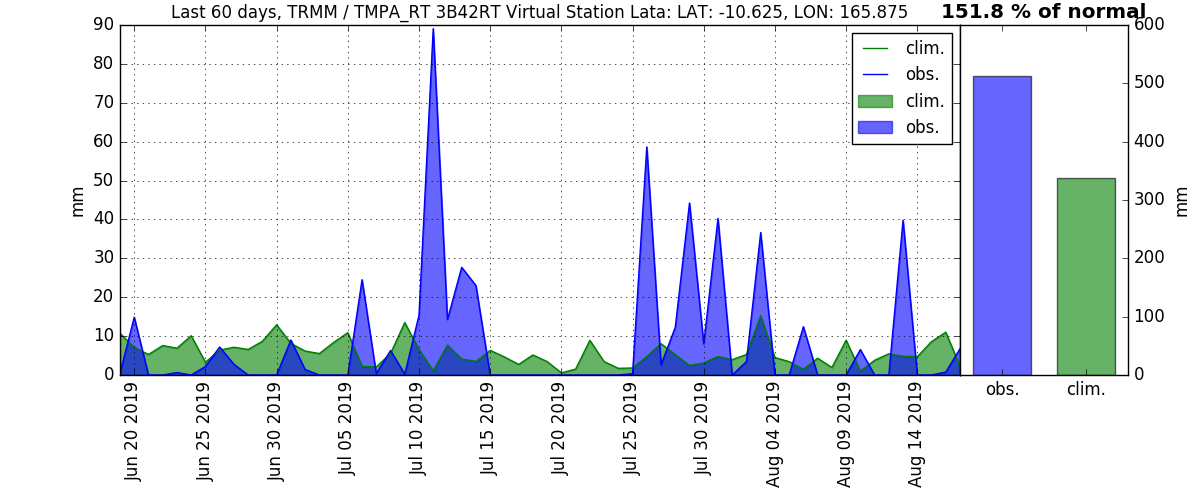 Last 60 days, TRMM / TMPA_RT 3B42RT Virtual Station Lata: LAT: -10.625, LON: 165.875
151.8 % of normal
mm
90
80
70
60
50
40
30
20
10
0
clim.
obs.
clim.
obs.
Jun 20 2019
Jun 25 2019
Jun 30 2019
Jul 05 2019
Jul 10 2019
Jul 15 2019
Jul 20 2019
Jul 25 2019
Jul 30 2019
Aug 04 2019
Aug 09 2019
Aug 14 2019
600
500
400
300
200
100
0
mm
obs.
clim.